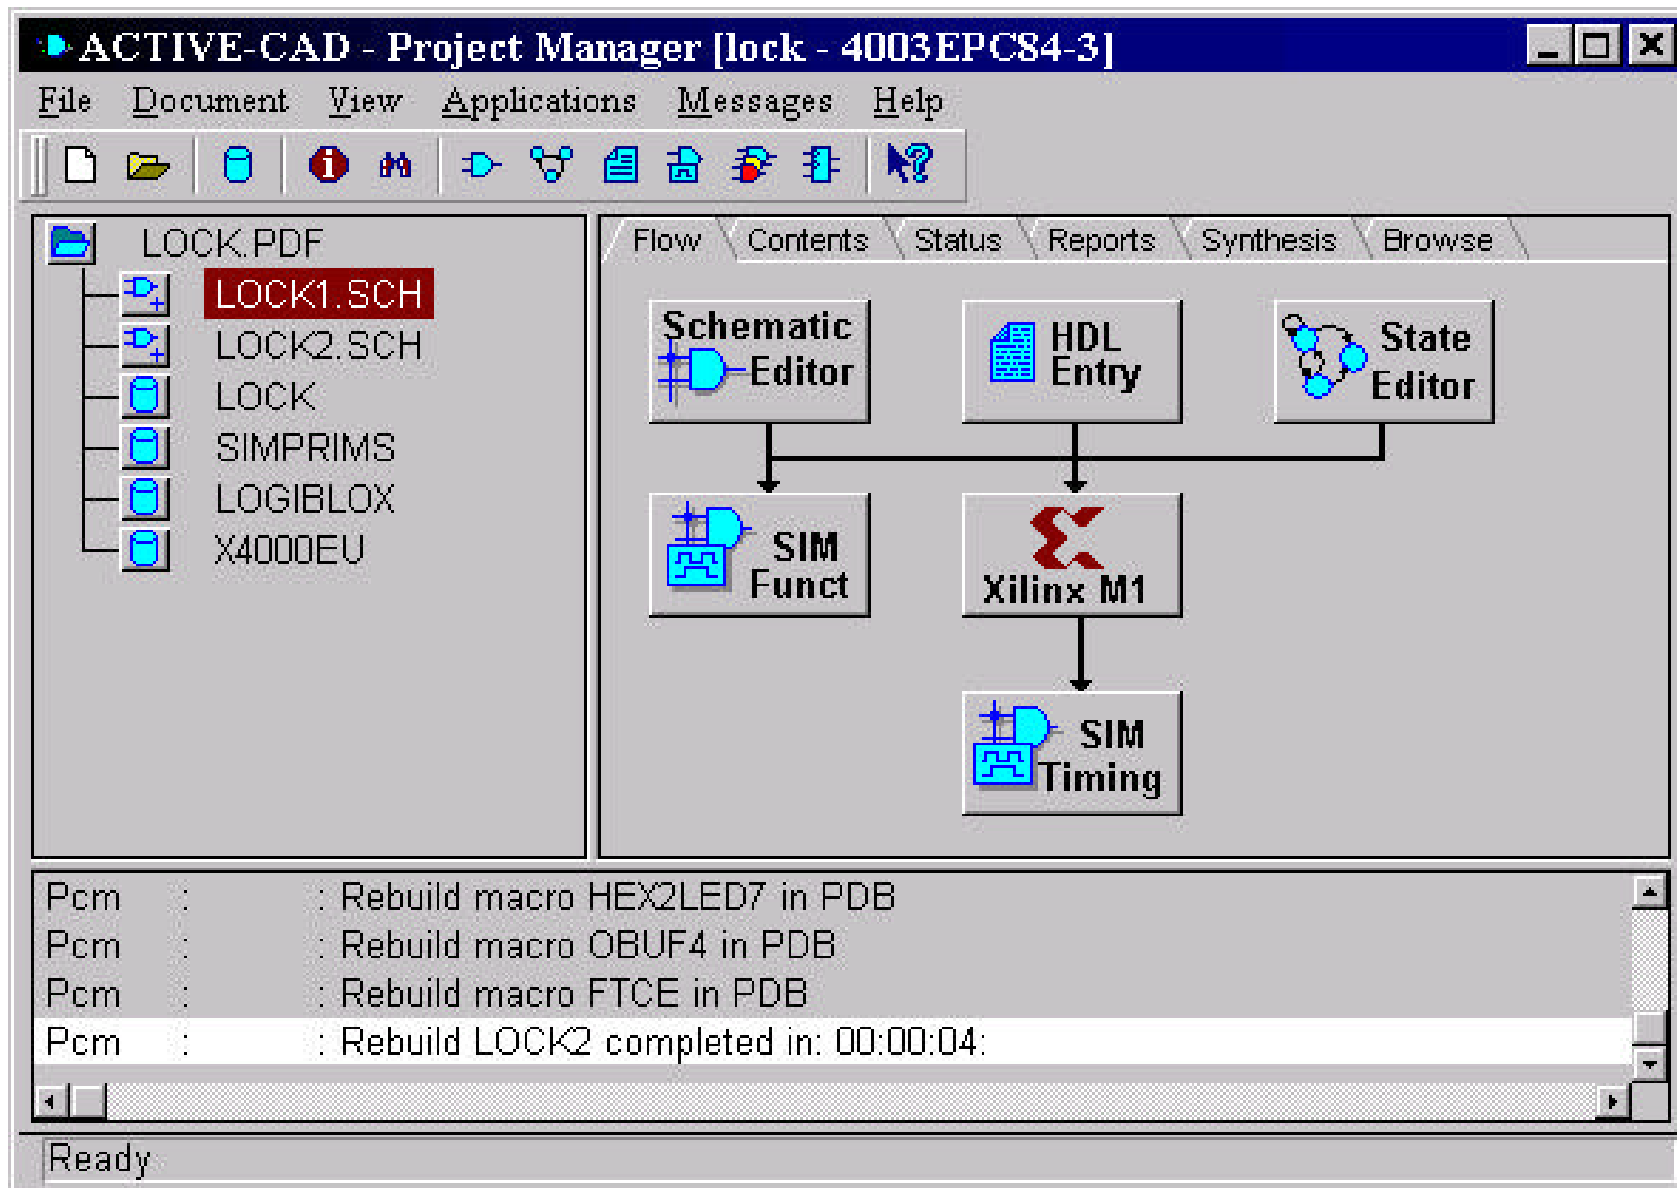 ACTIVE-CAD - Project Manager [lock - 4003EPC84-3]
File Document View Applications Messages Help
LOCK.PDF
LOCK1.SCH
LOCK2.SCH
LOCK
SIMPRIMS
LOGIBLOX
X4000EU
Flow Contents Status Reports Synthesis Browse
Schematic
Editor
HDL
Entry
State
Editor
SIM
Funct
Xilinx M1
SIM
Timing
Pcm : : Rebuild macro HEX2LED7 in PDB
Pcm : : Rebuild macro OBUF4 in PDB
Pcm : : Rebuild macro FTCE in PDB
Pcm : : Rebuild LOCK2 completed in: 00:00:04:
Ready